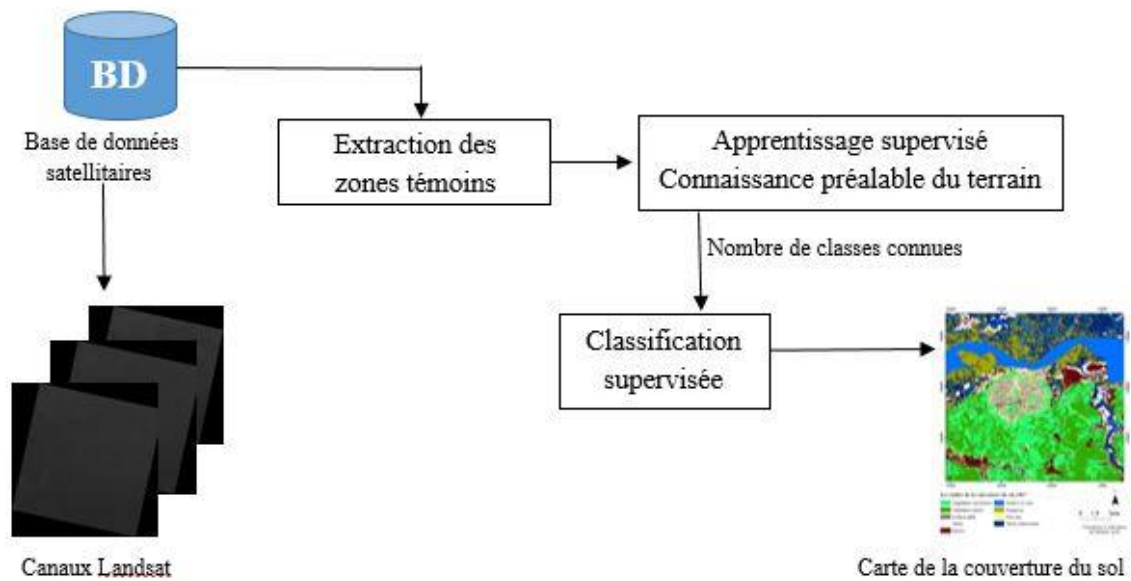 BD
Base de données
satellitaires
Extraction des
zones témoins
Apprentissage supervisé
Connaissance préalable du terrain
Nombre de classes connues
Classification
supervisée
Canaux Landsat
Carte de la couverture du sol